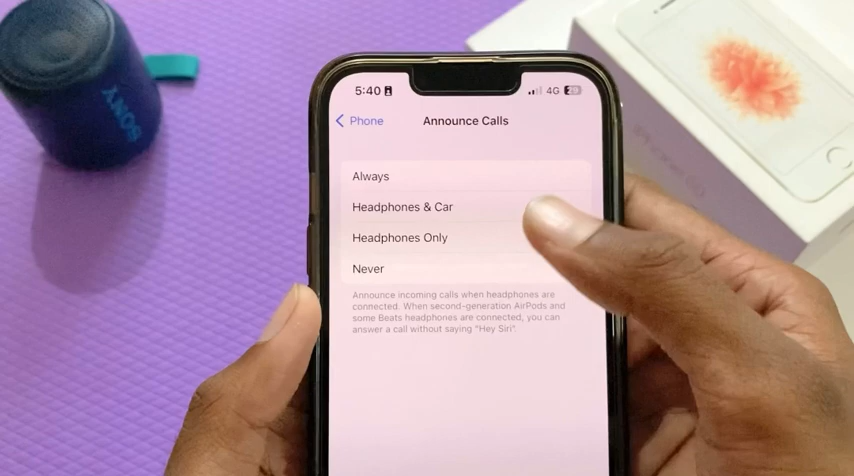 SONY
5:40
4G
Phone
Announce Calls
Always
Headphones & Car
Headphones Only
Never
Announce incoming calls when headphones are
connected. When second-generation AirPods and
some Beats headphones are connected, you can
answer a call without saying "Hey Siri".